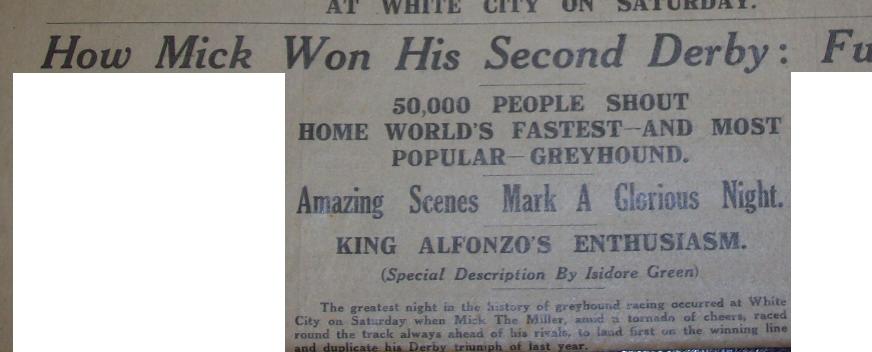 AT WHITE CITY ON SATURDAY.
How Mick Won His Second Derby: Fu
50,000 PEOPLE SHOUT
HOME WORLD'S FASTEST—AND MOST
POPULAR—GREYHOUND.
Amazing Scenes Mark A Glorious Night.
KING ALFONZO'S ENTHUSIASM.
(Special Description By Isidore Green)
The greatest night in the history of greyhound racing occurred at White
City on Saturday when Mick The Miller, amid a tornado of cheers, raced
round the track always ahead of his rivals, to land first on the winning line
and duplicate his Derby triumph of last year.